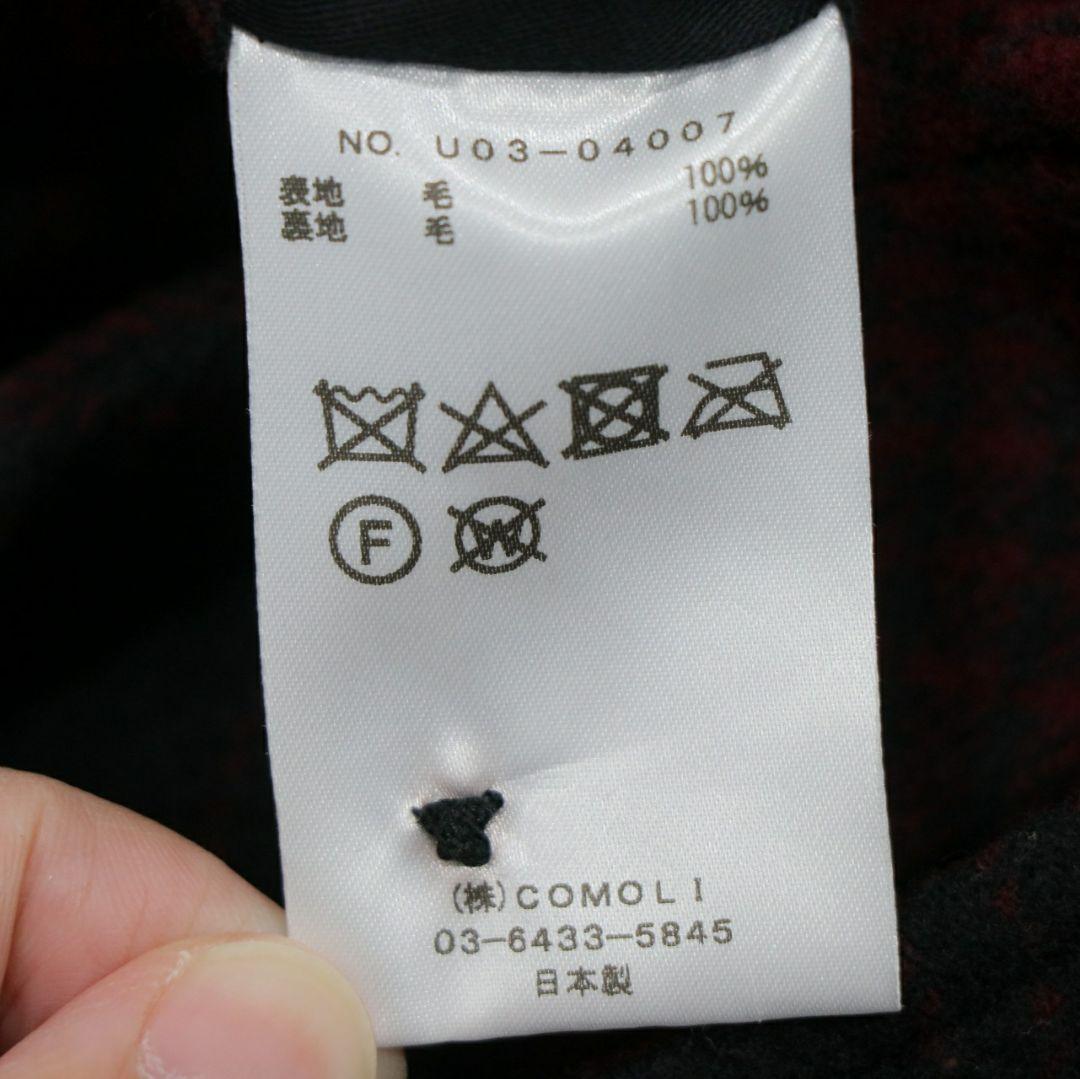 NO. U03-04007
表地 毛 100%
裏地 毛 100%
F W
(株)COMOLI
03-6433-5845
日本製